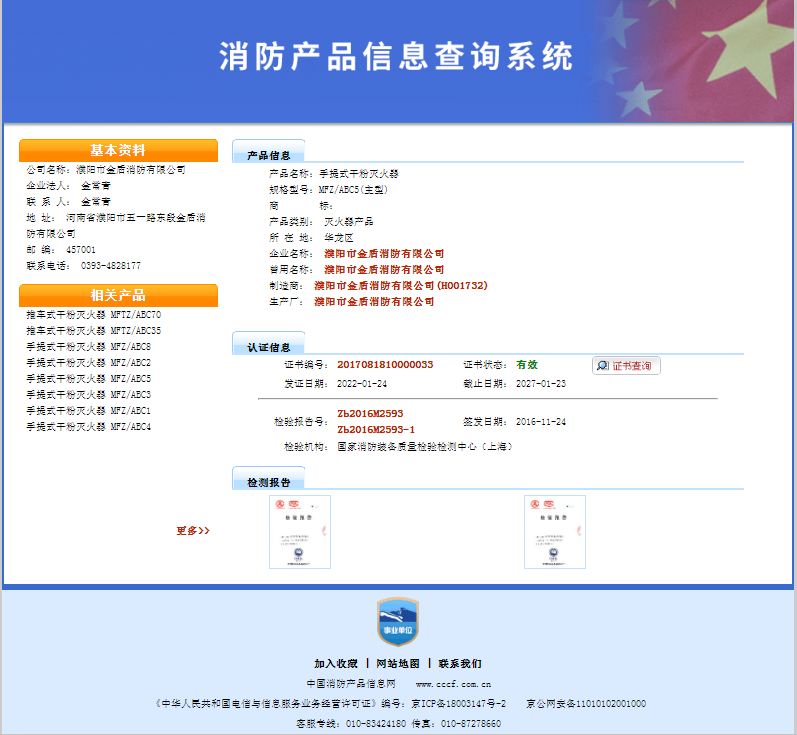 消防产品信息查询系统
基本资料
公司名称: 濮阳市金盾消防有限公司
企业法人: 金常青
联 系 人: 金常青
地 址: 河南省濮阳市五一路东段金盾消
防有限公司
邮 编: 457001
联系电话: 0393-4828177
相关产品
推车式干粉灭火器 MFTZ/ABC70
推车式干粉灭火器 MFTZ/ABC35
手提式干粉灭火器 MFZ/ABC8
手提式干粉灭火器 MFZ/ABC2
手提式干粉灭火器 MFZ/ABC5
手提式干粉灭火器 MFZ/ABC3
手提式干粉灭火器 MFZ/ABC1
手提式干粉灭火器 MFZ/ABC4
更多>>
产品信息
产品名称: 手提式干粉灭火器
规格型号: MFZ/ABC5(主型)
商 标:
产品类别: 灭火器产品
所 在 地: 华龙区
企业名称: 濮阳市金盾消防有限公司
曾用名称: 濮阳市金盾消防有限公司
制造商: 濮阳市金盾消防有限公司(H001732)
生产厂: 濮阳市金盾消防有限公司
认证信息
证书编号: 2017081810000033 证书状态: 有效 证书查询
发证日期: 2022-01-24 截止日期: 2027-01-23
检验报告号: Zb2016M2593
Zb2016M2593-1 签发日期: 2016-11-24
检验机构: 国家消防装备质量检验检测中心（上海）
检测报告
检验报告
检验报告
事业单位
加入收藏 | 网站地图 | 联系我们
中国消防产品信息网 www.cccf.com.cn
《中华人民共和国电信与信息服务业务经营许可证》编号: 京ICP备18003147号-2 京公网安备11010102001000
客服专线: 010-83424180 传真: 010-87278660